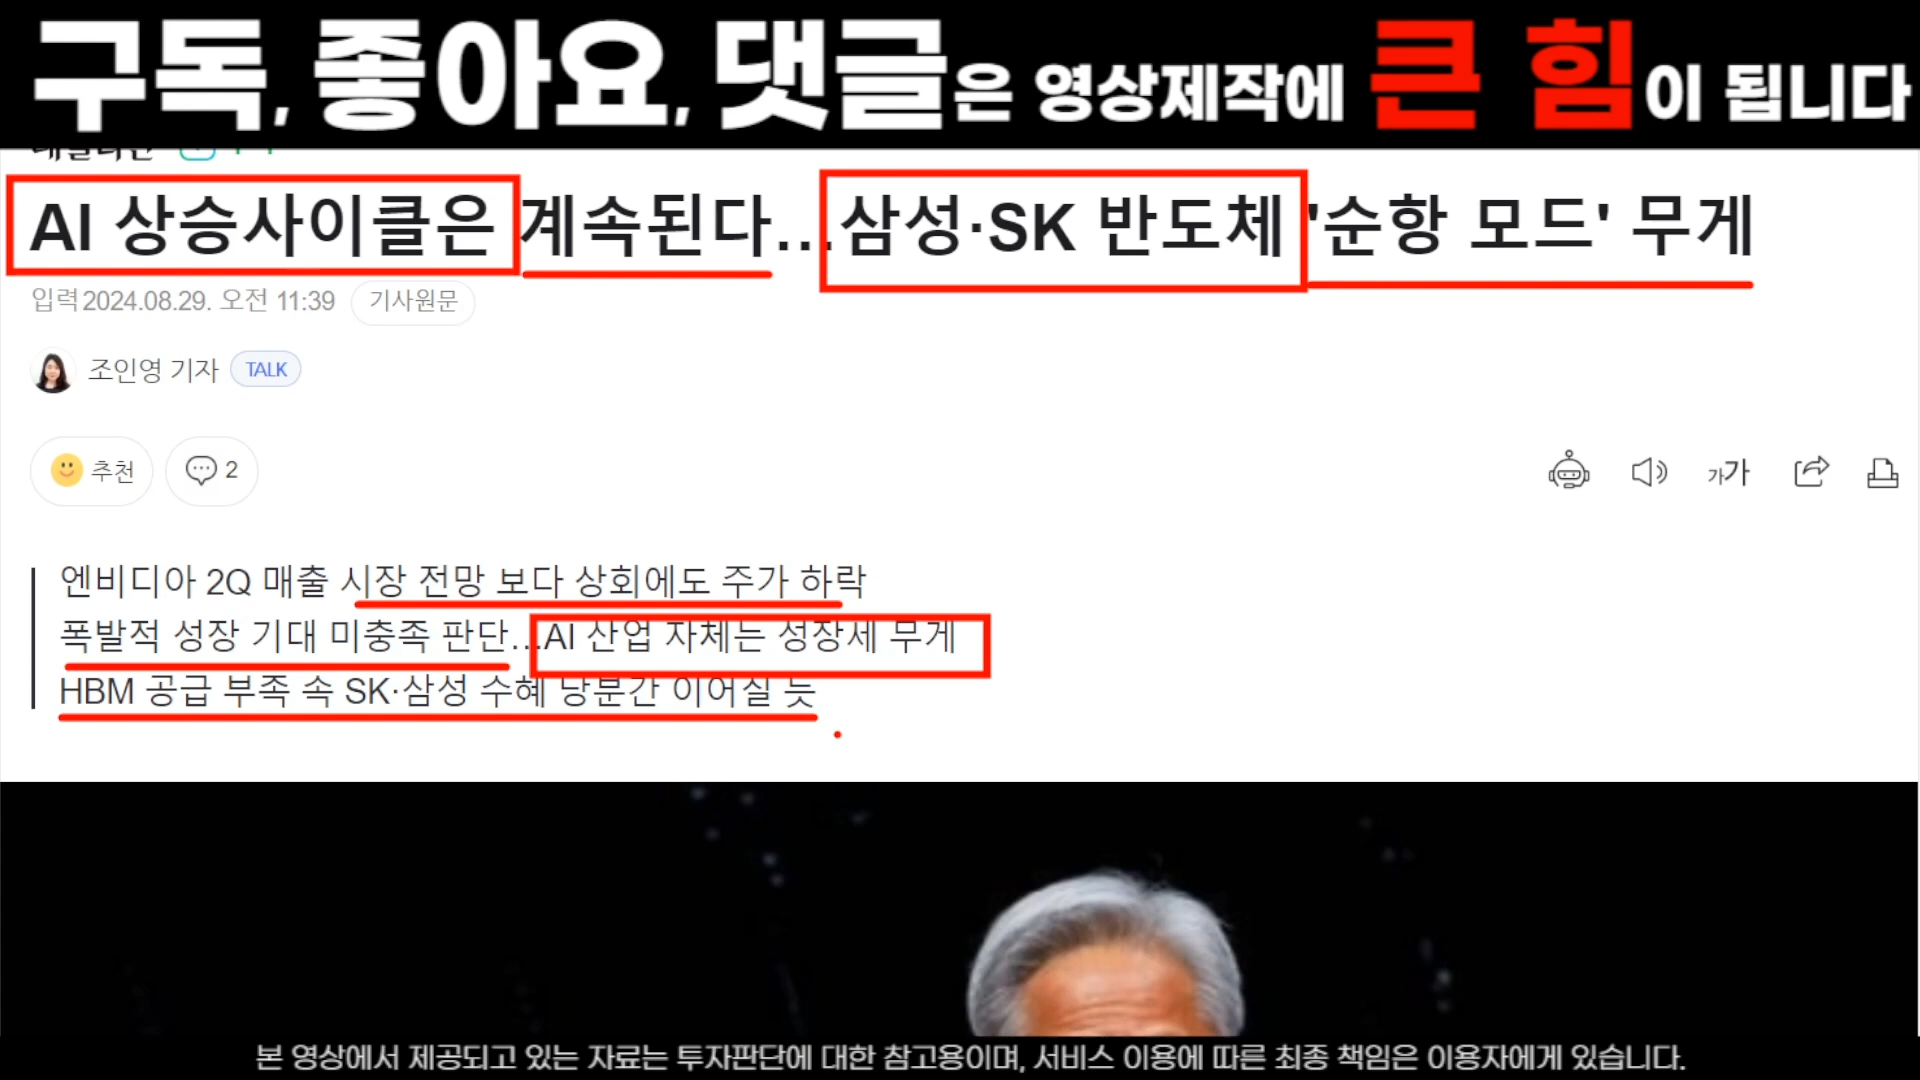 구독, 좋아요, 댓글은 영상제작에 큰 힘이 됩니다
AI 상승사이클은 계속된다...삼성·SK 반도체 '순항 모드' 무게
입력 2024.08.29. 오전 11:39 기사원문
조인영 기자 TALK
추천 2
가가
엔비디아 2Q 매출 시장 전망 보다 상회에도 주가 하락
폭발적 성장 기대 미충족 판단...AI 산업 자체는 성장세 무게
HBM 공급 부족 속 SK·삼성 수혜 당분간 이어질 듯
본 영상에서 제공되고 있는 자료는 투자판단에 대한 참고용이며, 서비스 이용에 따른 최종 책임은 이용자에게 있습니다.